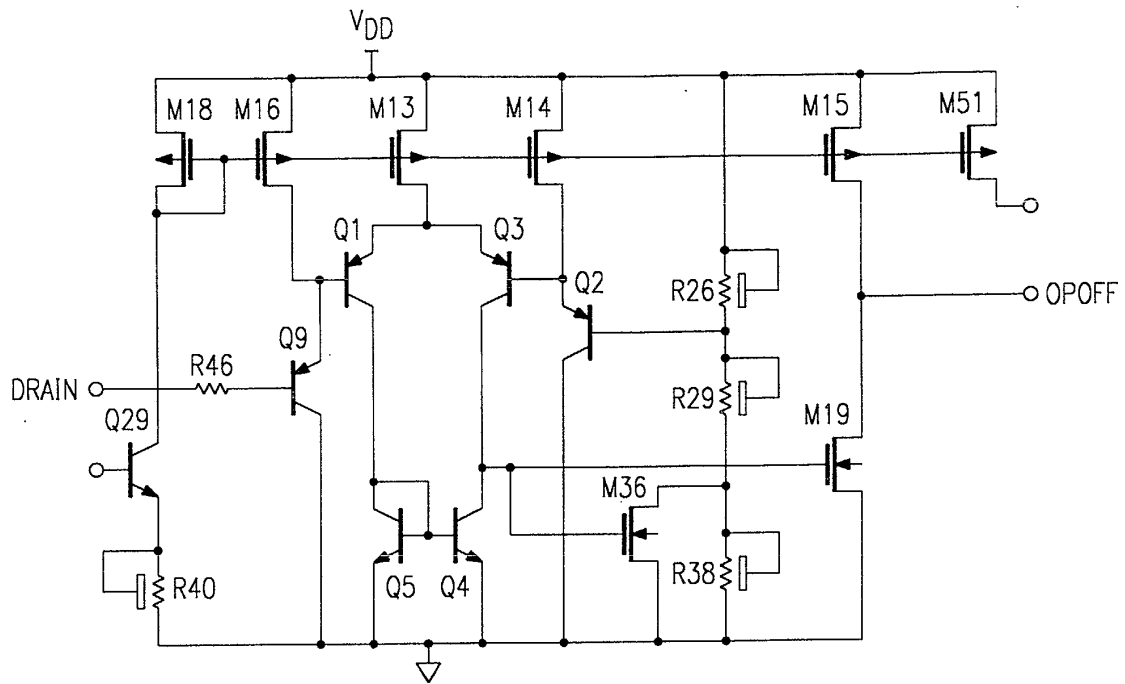 VDD
M18
M16
M13
M14
M15
M51
Q1
Q3
Q2
R26
OPOFF
Q9
R46
DRAIN
R29
Q29
M19
M36
R40
Q5
Q4
R38